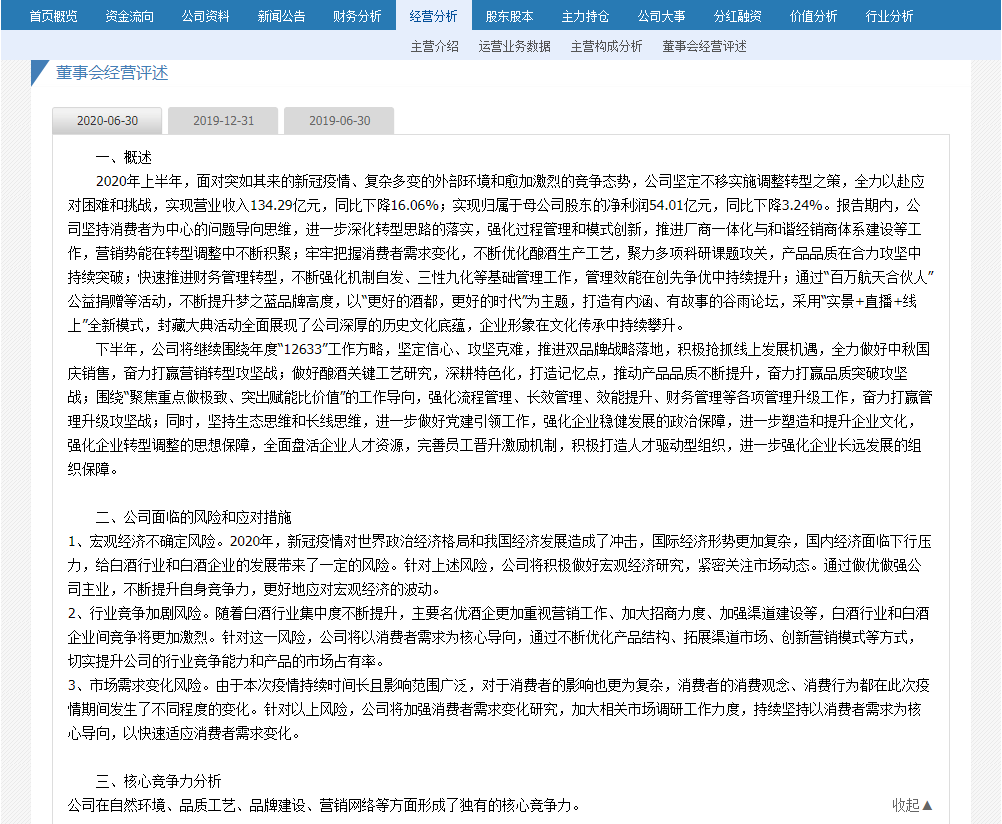 首页概览 资金流向 公司资料 新闻公告 财务分析 经营分析 股东股本 主力持仓 公司大事 分红融资 价值分析 行业分析
主营介绍 运营业务数据 主营构成分析 董事会经营评述
董事会经营评述
2020-06-30 2019-12-31 2019-06-30
一、概述
2020年上半年，面对突如其来的新冠疫情、复杂多变的外部环境和愈加激烈的竞争态势，公司坚定不移实施调整转型之策，全力以赴应
对困难和挑战，实现营业收入134.29亿元，同比下降16.06%；实现归属于母公司股东的净利润54.01亿元，同比下降3.24%。报告期内，公
司坚持消费者为中心的问题导向思维，进一步深化转型思路的落实，强化过程管理和模式创新，推进厂商一体化与和谐经销商体系建设等工
作，营销势能在转型调整中不断积聚；牢牢把握消费者需求变化，不断优化酿酒生产工艺，聚力多项科研课题攻关，产品品质在合力攻坚中
持续突破；快速推进财务管理转型，不断强化机制自发、三性九化等基础管理工作，管理效能在创先争优中持续提升；通过“百万航天合伙人”
公益捐赠等活动，不断提升梦之蓝品牌高度，以“更好的酒都，更好的时代”为主题，打造有内涵、有故事的谷雨论坛，采用“实景+直播+线
上”全新模式，封藏大典活动全面展现了公司深厚的历史文化底蕴，企业形象在文化传承中持续攀升。
下半年，公司将继续围绕年度“12633”工作方略，坚定信心、攻坚克难，推进双品牌战略落地，积极抢抓线上发展机遇，全力做好中秋国
庆销售，奋力打赢营销转型攻坚战；做好酿酒关键工艺研究，深耕特色化，打造记忆点，推动产品品质不断提升，奋力打赢品质突破攻坚
战；围绕“聚焦重点做极致、突出赋能比价值”的工作导向，强化流程管理、长效管理、效能提升、财务管理等各项管理升级工作，奋力打赢管
理升级攻坚战；同时，坚持生态思维和长线思维，进一步做好党建引领工作，强化企业稳健发展的政治保障，进一步塑造和提升企业文化，
强化企业转型调整的思想保障，全面盘活企业人才资源，完善员工晋升激励机制，积极打造人才驱动型组织，进一步强化企业长远发展的组
织保障。
二、公司面临的风险和应对措施
1、宏观经济不确定风险。2020年，新冠疫情对世界政治经济格局和我国经济发展造成了冲击，国际经济形势更加复杂，国内经济面临下行压
力，给白酒行业和白酒企业的发展带来了一定的风险。针对上述风险，公司将积极做好宏观经济研究，紧密关注市场动态。通过做优做强公
司主业，不断提升自身竞争力，更好地应对宏观经济的波动。
2、行业竞争加剧风险。随着白酒行业集中度不断提升，主要名优酒企更加重视营销工作、加大招商力度、加强渠道建设等，白酒行业和白酒
企业间竞争将更加激烈。针对这一风险，公司将以消费者需求为核心导向，通过不断优化产品结构、拓展渠道市场、创新营销模式等方式，
切实提升公司的行业竞争能力和产品的市场占有率。
3、市场需求变化风险。由于本次疫情持续时间长且影响范围广泛，对于消费者的影响也更为复杂，消费者的消费观念、消费行为都在此次疫
情期间发生了不同程度的变化。针对以上风险，公司将加强消费者需求变化研究，加大相关市场调研工作力度，持续坚持以消费者需求为核
心导向，以快速适应消费者需求变化。
三、核心竞争力分析
公司在自然环境、品质工艺、品牌建设、营销网络等方面形成了独有的核心竞争力。 收起▲